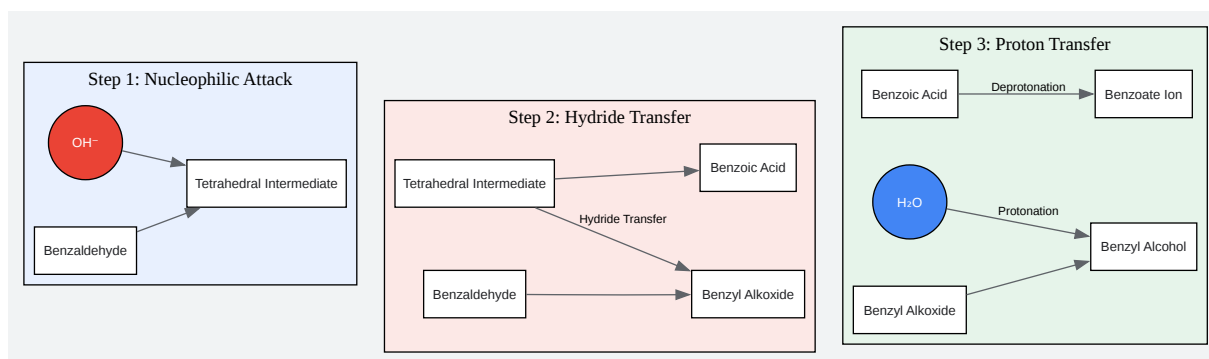 Step 1: Nucleophilic Attack
OH⁻
Tetrahedral Intermediate
Benzaldehyde
Step 2: Hydride Transfer
Tetrahedral Intermediate
Benzoic Acid
Hydride Transfer
Benzaldehyde
Benzyl Alkoxide
Step 3: Proton Transfer
Benzoic Acid
Deprotonation
Benzoate Ion
H₂O
Protonation
Benzyl Alcohol
Benzyl Alkoxide